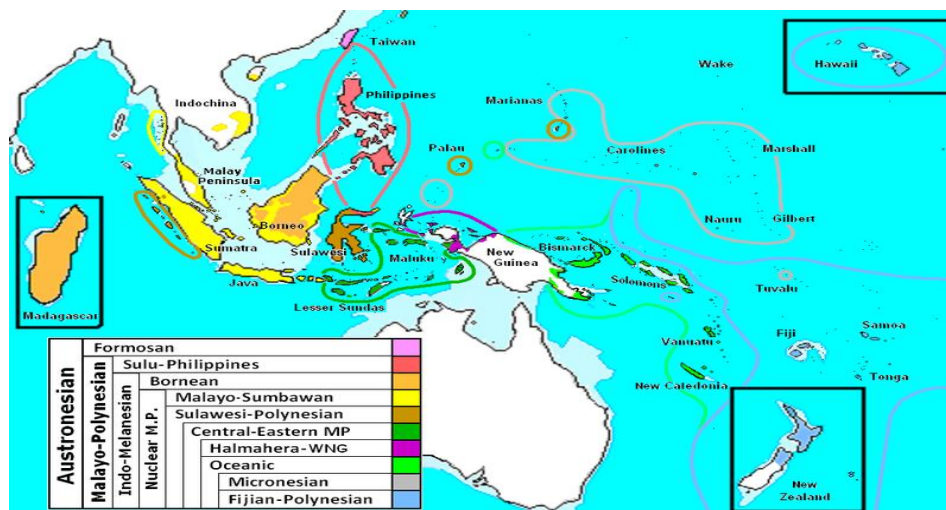 Taiwan
Wake
Hawaii
Indochina
Philippines
Marianas
Palau
Carolines
Marshall
Malay
Peninsula
Borneo
Nauru
Gilbert
Sumatra
Sulawesi
Maluku
New
Guinea
Bismarck
Solomons
Tuvalu
Java
Lesser Sundas
Madagascar
Vanuatu
Fiji
Samoa
New Caledonia
Tonga
New
Zealand
Austronesian
Malayo-Polynesian
Indo-Melanesian
Nuclear M.P.
Formosan
Sulu-Philippines
Bornean
Malayo-Sumbawan
Sulawesi-Polynesian
Central-Eastern MP
Halmahera-WNG
Oceanic
Micronesian
Fijian-Polynesian